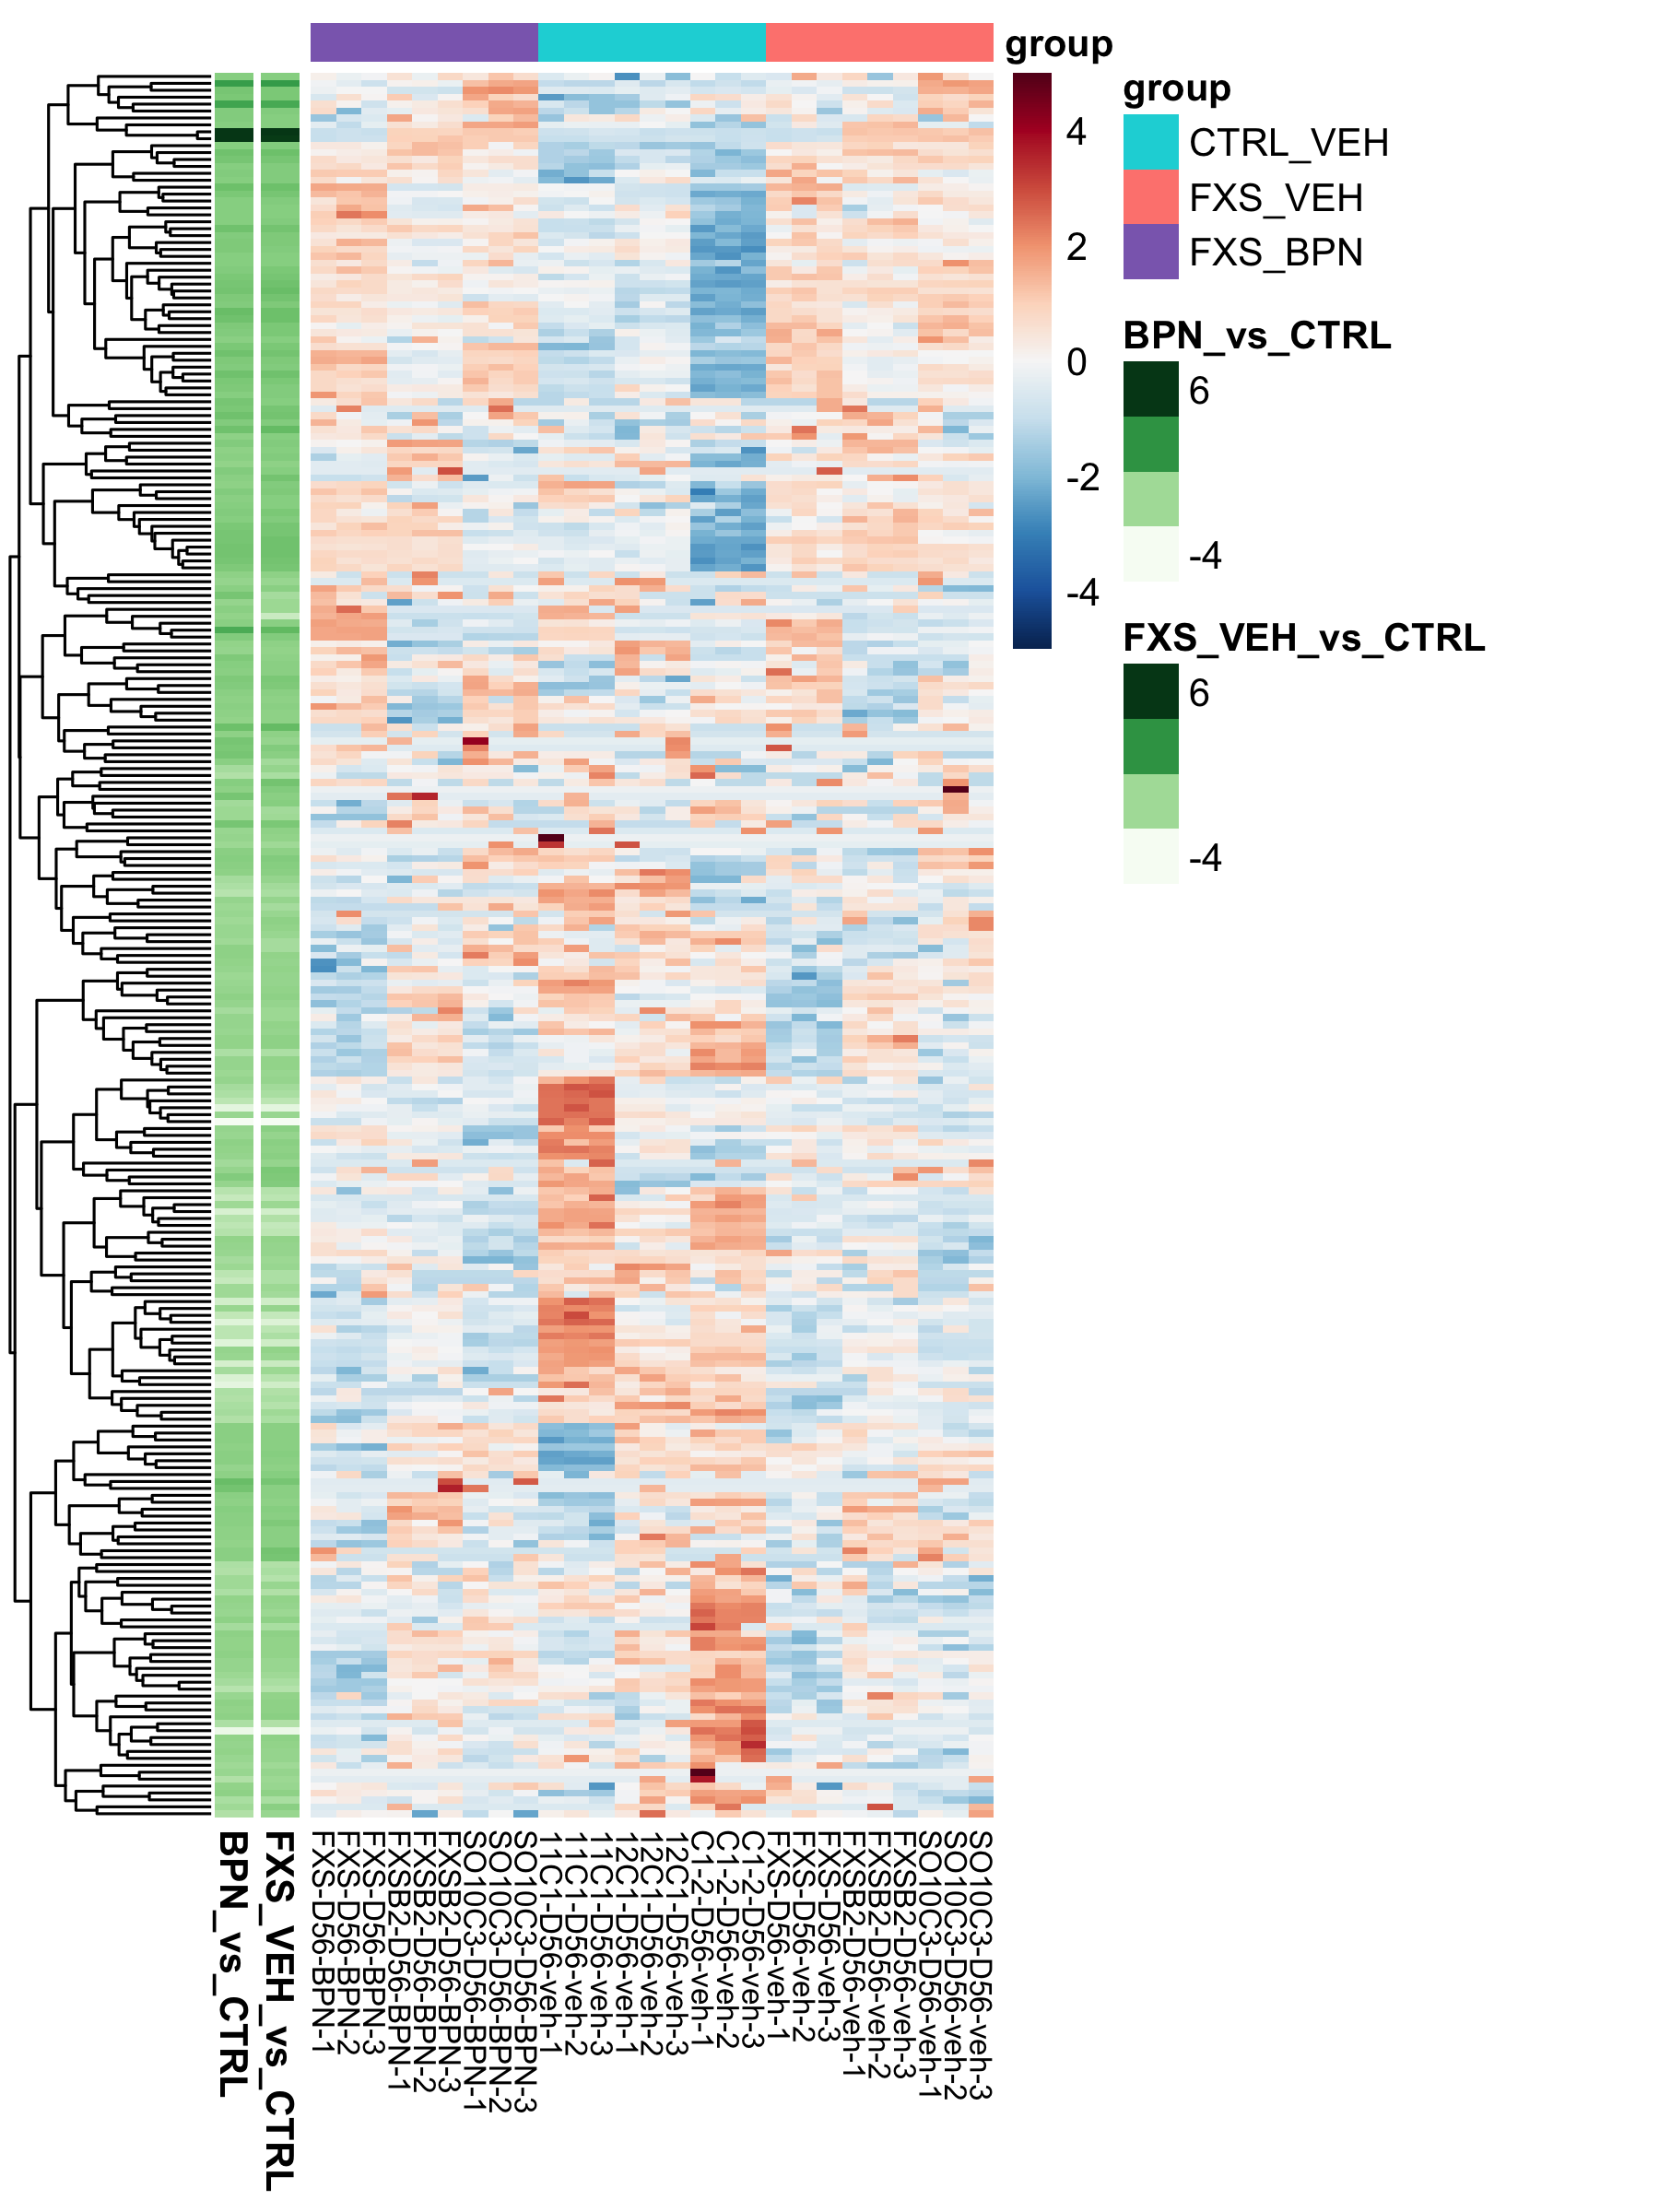 group
4
2
0
-2
-4
group
CTRL_VEH
FXS_VEH
FXS_BPN
BPN_vs_CTRL
6
-4
FXS_VEH_vs_CTRL
6
-4
BPN_vs_CTRL
FXS_VEH_vs_CTRL
FXS-D56-BPN-1
FXS-D56-BPN-2
FXS-D56-BPN-3
FXSB2-D56-BPN-1
FXSB2-D56-BPN-2
FXSB2-D56-BPN-3
SO10C3-D56-BPN-1
SO10C3-D56-BPN-2
SO10C3-D56-BPN-3
11C1-D56-veh-1
11C1-D56-veh-2
11C1-D56-veh-3
12C1-D56-veh-1
12C1-D56-veh-2
12C1-D56-veh-3
C1-2-D56-veh-1
C1-2-D56-veh-2
C1-2-D56-veh-3
FXS-D56-veh-1
FXS-D56-veh-2
FXS-D56-veh-3
FXSB2-D56-veh-1
FXSB2-D56-veh-2
FXSB2-D56-veh-3
SO10C3-D56-veh-1
SO10C3-D56-veh-2
SO10C3-D56-veh-3